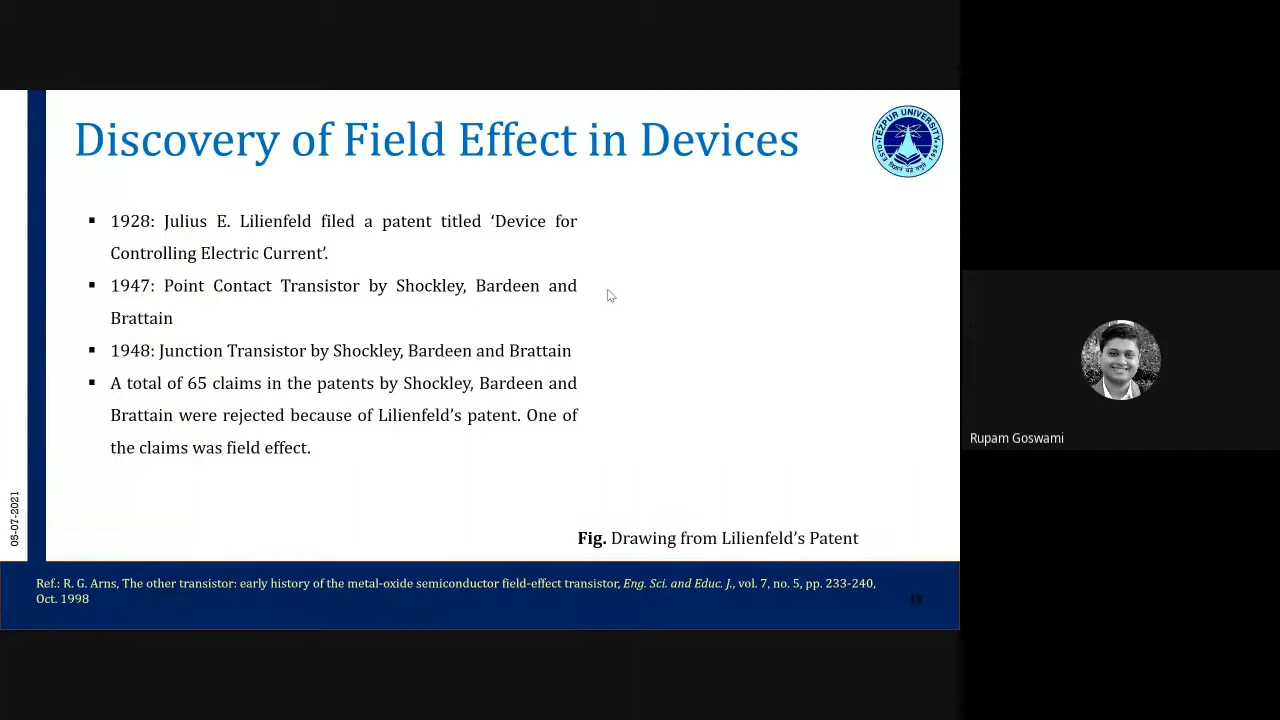 Discovery of Field Effect in Devices
TEZPUR UNIVERSITY
▪ 1928: Julius E. Lilienfeld filed a patent titled ‘Device for
Controlling Electric Current’.
▪ 1947: Point Contact Transistor by Shockley, Bardeen and
Brattain
▪ 1948: Junction Transistor by Shockley, Bardeen and Brattain
▪ A total of 65 claims in the patents by Shockley, Bardeen and
Brattain were rejected because of Lilienfeld’s patent. One of
the claims was field effect.
Fig. Drawing from Lilienfeld’s Patent
Ref.: R. G. Arns, The other transistor: early history of the metal-oxide semiconductor field-effect transistor, Eng. Sci. and Educ. J., vol. 7, no. 5, pp. 233-240,
Oct. 1998
Rupam Goswami